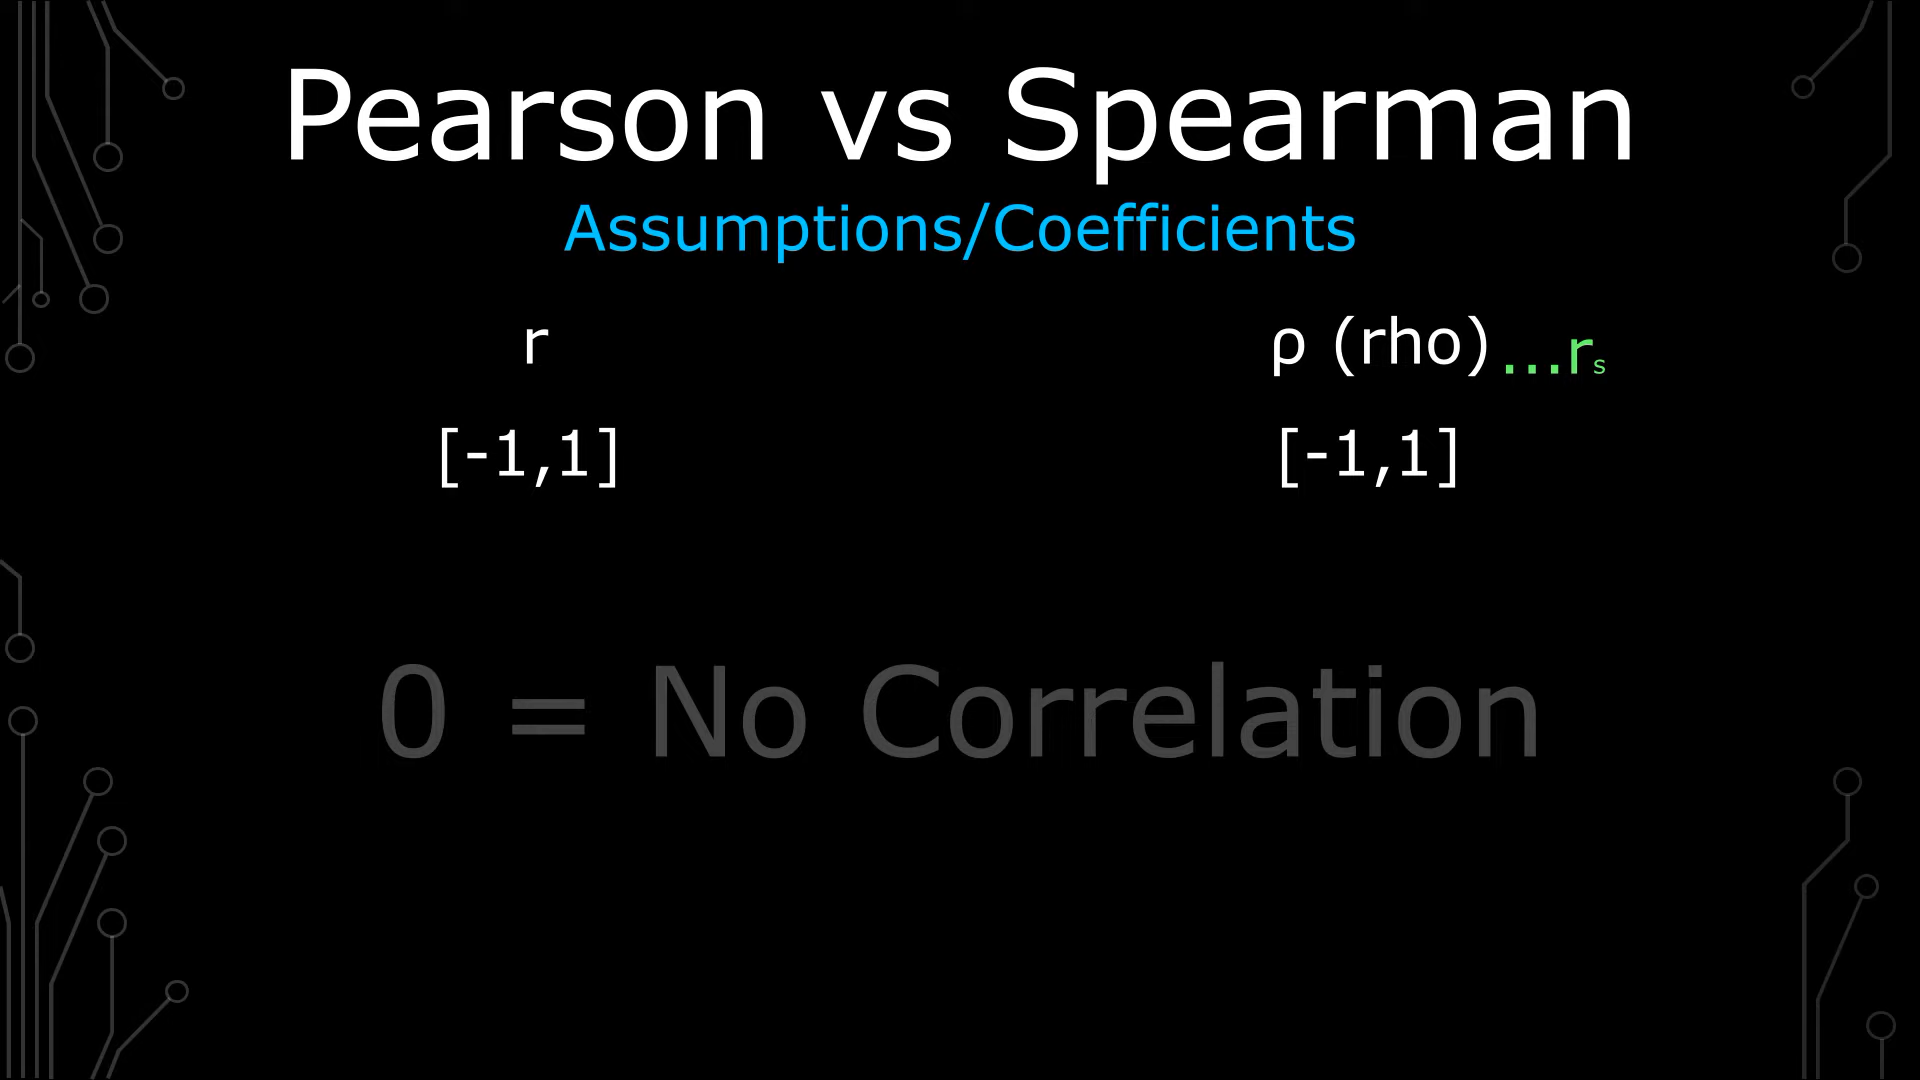 Pearson vs Spearman
Assumptions/Coefficients
r
ρ (rho) ...rₛ
[-1,1]
[-1,1]
0 = No Correlation